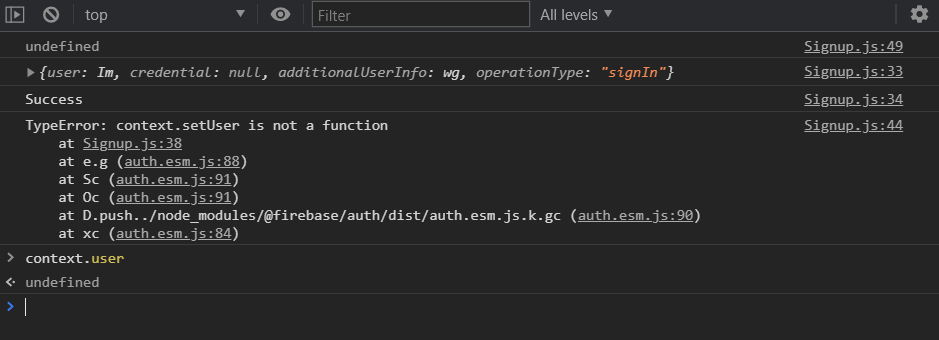 top
Filter
All levels
undefined Signup.js:49
{user: Im, credential: null, additionalUserInfo: wg, operationType: "signIn"} Signup.js:33
Success Signup.js:34
TypeError: context.setUser is not a function Signup.js:44
at Signup.js:38
at e.g (auth.esm.js:88)
at Sc (auth.esm.js:91)
at Oc (auth.esm.js:91)
at D.push../node_modules/@firebase/auth/dist/auth.esm.js.k.gc (auth.esm.js:90)
at xc (auth.esm.js:84)
> context.user
undefined
>